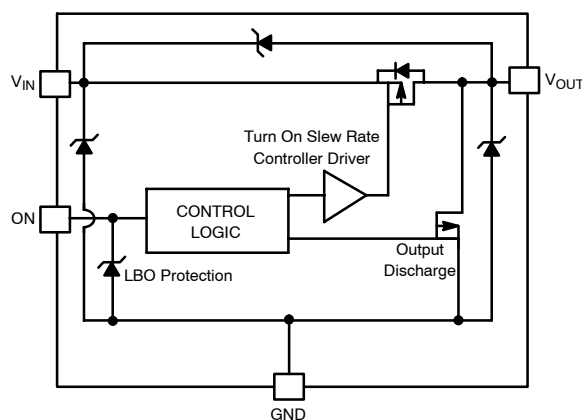 VIN
VOUT
Turn On Slew Rate
Controller Driver
ON
CONTROL
LOGIC
Output
Discharge
LBO Protection
GND